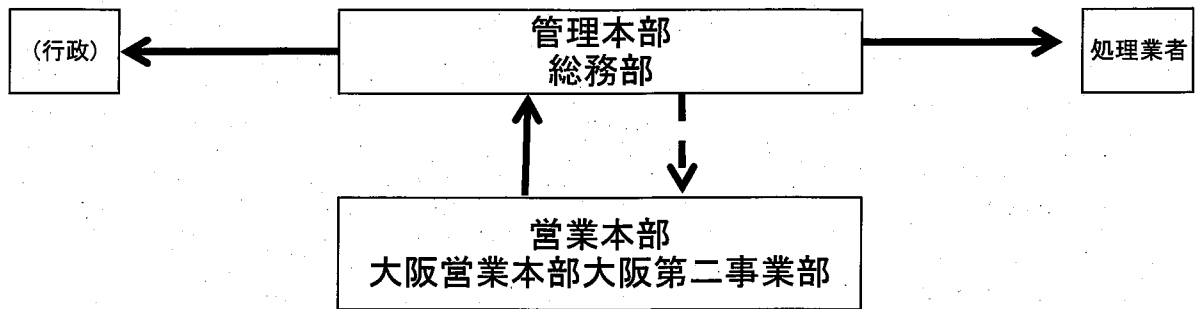 (行政)
管理本部
総務部
処理業者
営業本部
大阪営業本部大阪第二事業部